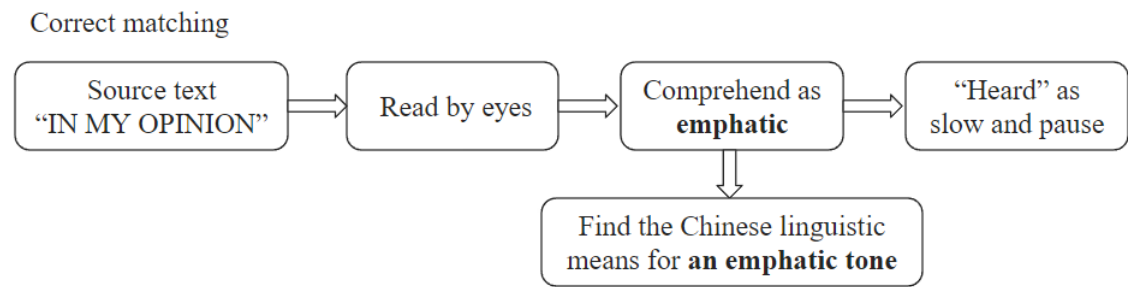 Correct matching
Source text
“IN MY OPINION”
Read by eyes
Comprehend as
emphatic
“Heard” as
slow and pause
Find the Chinese linguistic
means for an emphatic tone